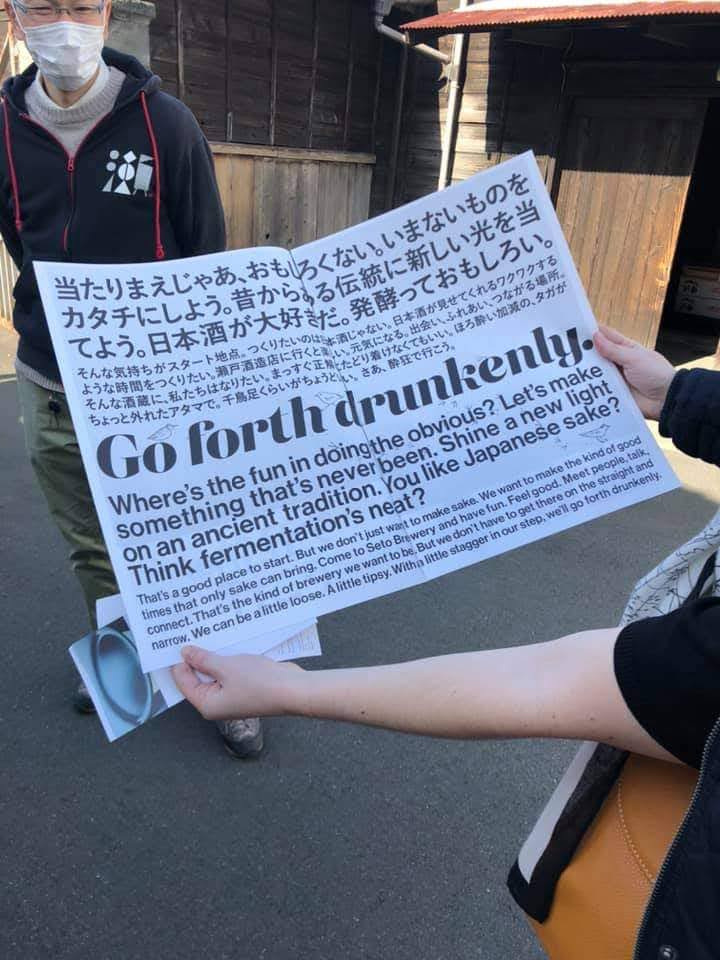 当たりまえじゃあ、おもしろくない。いまないものを
カタチにしよう。昔からある伝統に新しい光を当
てよう。日本酒が大好きだ。発酵っておもしろい。
そんな気持ちがスタート地点。つくりたいのは日本酒じゃない。日本酒が見せてくれるワクワクする
ような時間をつくりたい。瀬戸酒造店に行くと楽しい。元気になる。出会い、ふれあい、つながる場所。
そんな酒蔵に、私たちはなりたい。まっすぐ正解にたどり着けなくてもいい。ほろ酔い加減の、タガが
ちょっと外れたアタマで。千鳥足くらいがちょうどいい。さあ、酔狂で行こう。
Go forth drunkenly.
Where's the fun in doing the obvious? Let's make
something that's never been. Shine a new light
on an ancient tradition. You like Japanese sake?
Think fermentation's neat?
That's a good place to start. But we don't just want to make sake. We want to make the kind of good
times that only sake can bring. Come to Seto Brewery and have fun. Feel good. Meet people, talk,
connect. That's the kind of brewery we want to be. But we don't have to get there on the straight and
narrow. We can be a little loose. A little tipsy. With a little stagger in our step, we'll go forth drunkenly.